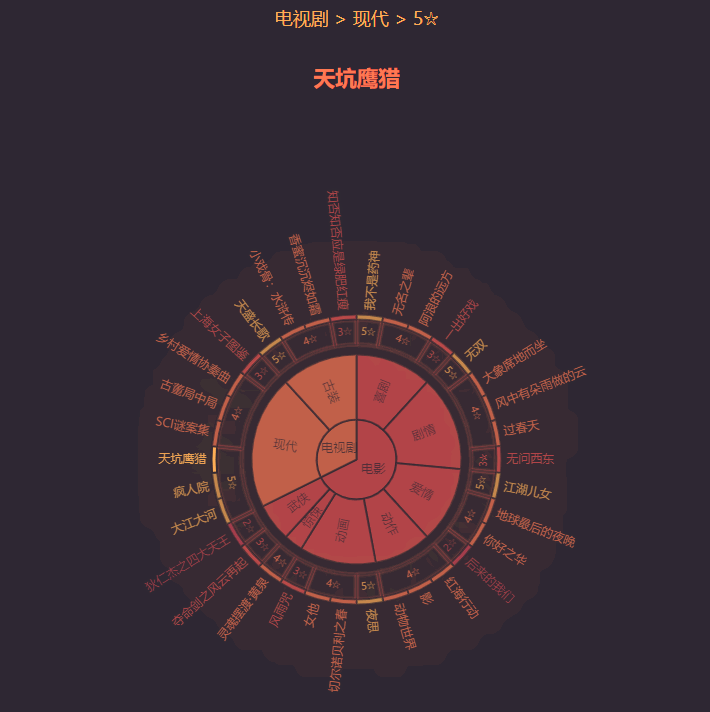 电视剧 > 现代 > 5☆
天坑鹰猎
电影
电视剧
喜剧
剧情
爱情
动作
动画
武侠
现代
古装
5☆
我不是药神
4☆
无名之辈
阿浪的远方
3☆
一出好戏
5☆
无双
4☆
大象席地而坐
风中有朵雨做的云
过春天
3☆
无问西东
5☆
江湖儿女
4☆
地球最后的夜晚
你好之华
2☆
后来的我们
4☆
红海行动
影
动物世界
5☆
夜思
4☆
切尔诺贝利之春
女他
3☆
风雨咒
4☆
灵魂摆渡·黄泉
3☆
夺命剑之风云再起
2☆
狄仁杰之四大天王
5☆
大江大河
疯人院
天坑鹰猎
4☆
SCI谜案集
古董局中局
乡村爱情协奏曲
3☆
上海女子图鉴
5☆
天盛长歌
4☆
小戏骨：水浒传
香蜜沉沉烬如霜
3☆
知否知否应是绿肥红瘦